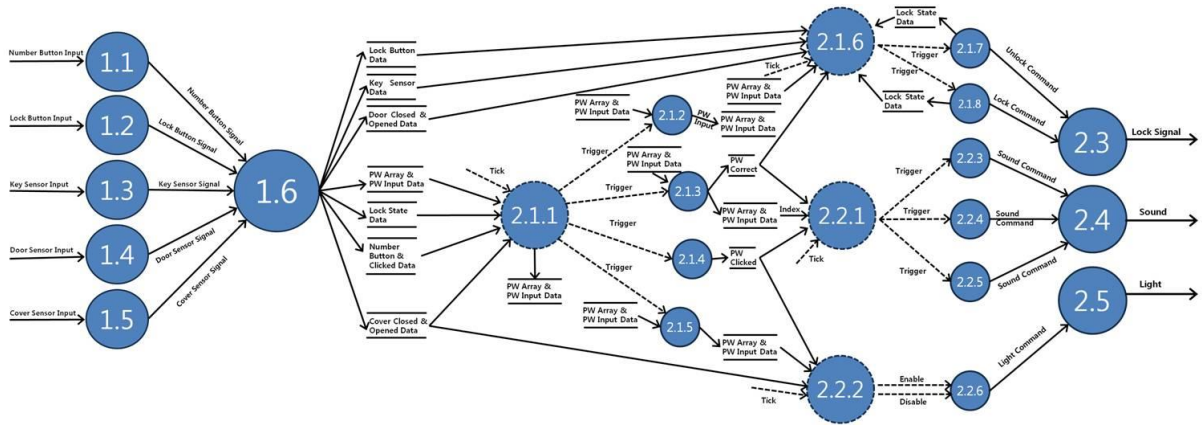 Number Button Input
1.1
Number Button Signal
Lock Button Input
1.2
Lock Button Signal
Key Sensor Input
1.3
Key Sensor Signal
Door Sensor Input
1.4
Door Sensor Signal
Cover Sensor Input
1.5
Cover Sensor Signal
1.6
Lock Button
Data
Key Sensor
Data
Door Closed &
Opened Data
PW Array &
PW Input Data
Lock State
Data
Number
Button &
Clicked Data
Cover Closed &
Opened Data
Tick
2.1.1
PW Array &
PW Input Data
Trigger
Trigger
Trigger
Trigger
PW Array &
PW Input Data
2.1.2
PW
Input
PW Array &
PW Input Data
PW Array &
PW Input Data
2.1.3
PW
Correct
PW Array &
PW Input Data
Index
2.1.4
PW
Clicked
PW Array &
PW Input Data
2.1.5
PW Array &
PW Input Data
Tick
PW Array &
PW Input Data
2.1.6
Lock State
Data
Trigger
2.1.7
Unlock Command
Trigger
Lock State
Data
2.1.8
Lock Command
2.3
Lock Signal
2.2.1
Tick
Trigger
2.2.3
Sound Command
Trigger
2.2.4
Sound
Command
Trigger
2.2.5
Sound Command
2.4
Sound
2.2.2
Tick
Enable
Disable
2.2.6
Light Command
2.5
Light